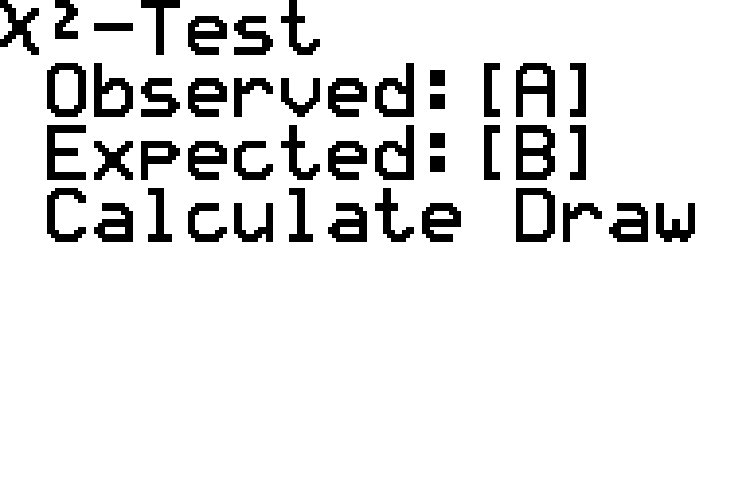 χ²-Test
Observed:[A]
Expected:[B]
Calculate Draw